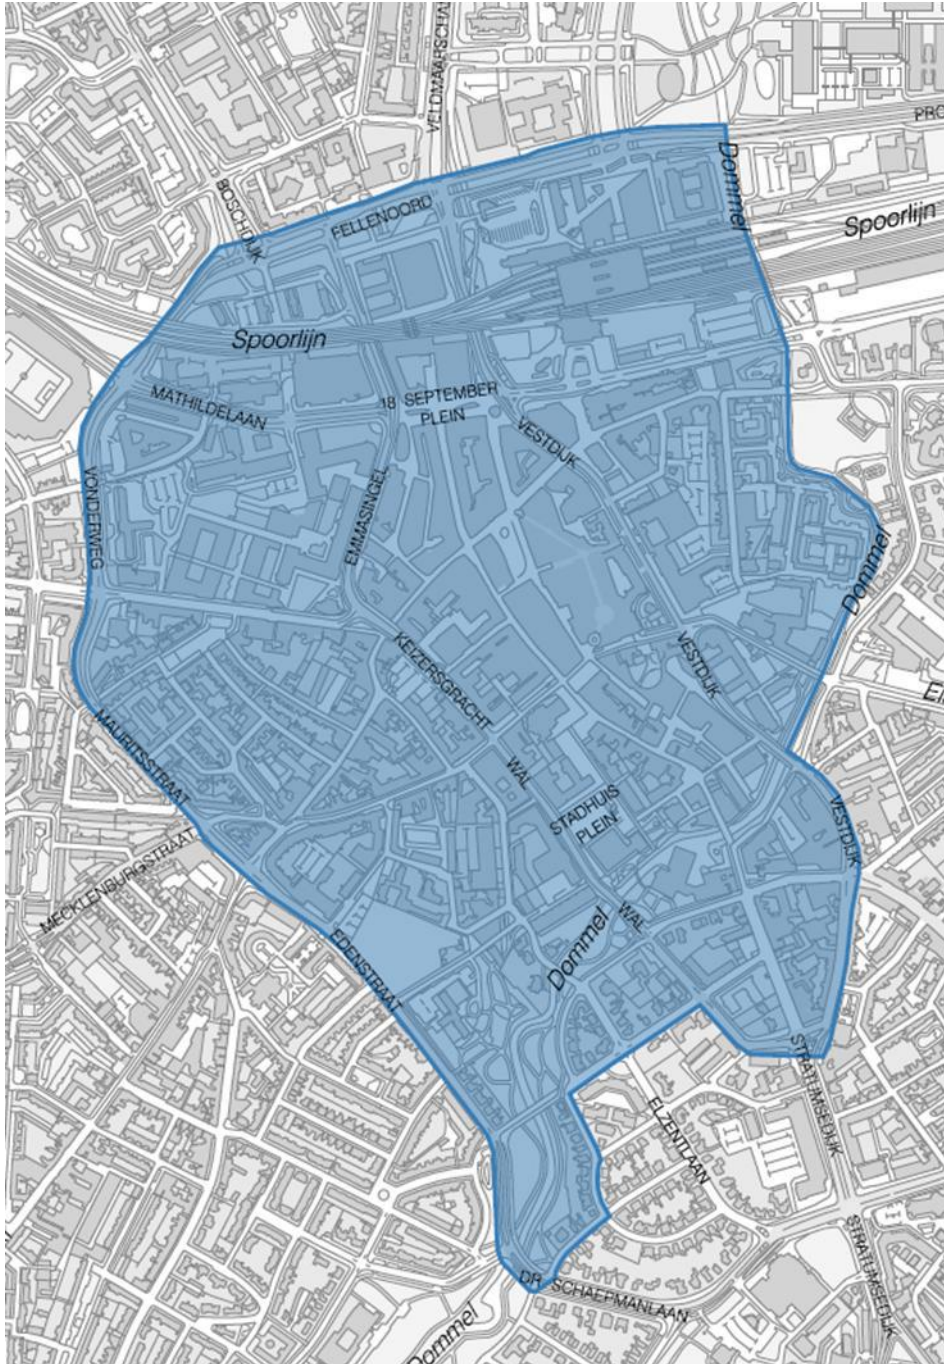 VELDMAARSCHA
PRO
Dommel
BOSCHDIJK
FELLENOORD
Spoorlijn
Spoorlijn
MATHILDELAAN
18 SEPTEMBER
PLEIN
VESTDIJK
VONDERWEG
EMMASINGEL
Dommel
KEIZERSGRACHT
VESTDIJK
MAURITSSTRAAT
WAL
STADHUIS
PLEIN
VESTDIJK
MECKLENBURGSTRAAT
WAL
EDENSTRAAT
Dommel
STRATUMSEDIJK
ELZENTLAAN
STRATUMSEDIJK
DR. SCHAEPMANLAAN
Dommel